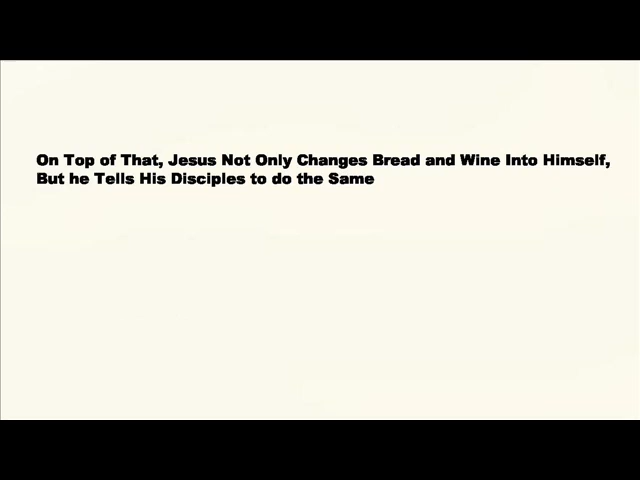 On Top of That, Jesus Not Only Changes Bread and Wine Into Himself,
But he Tells His Disciples to do the Same